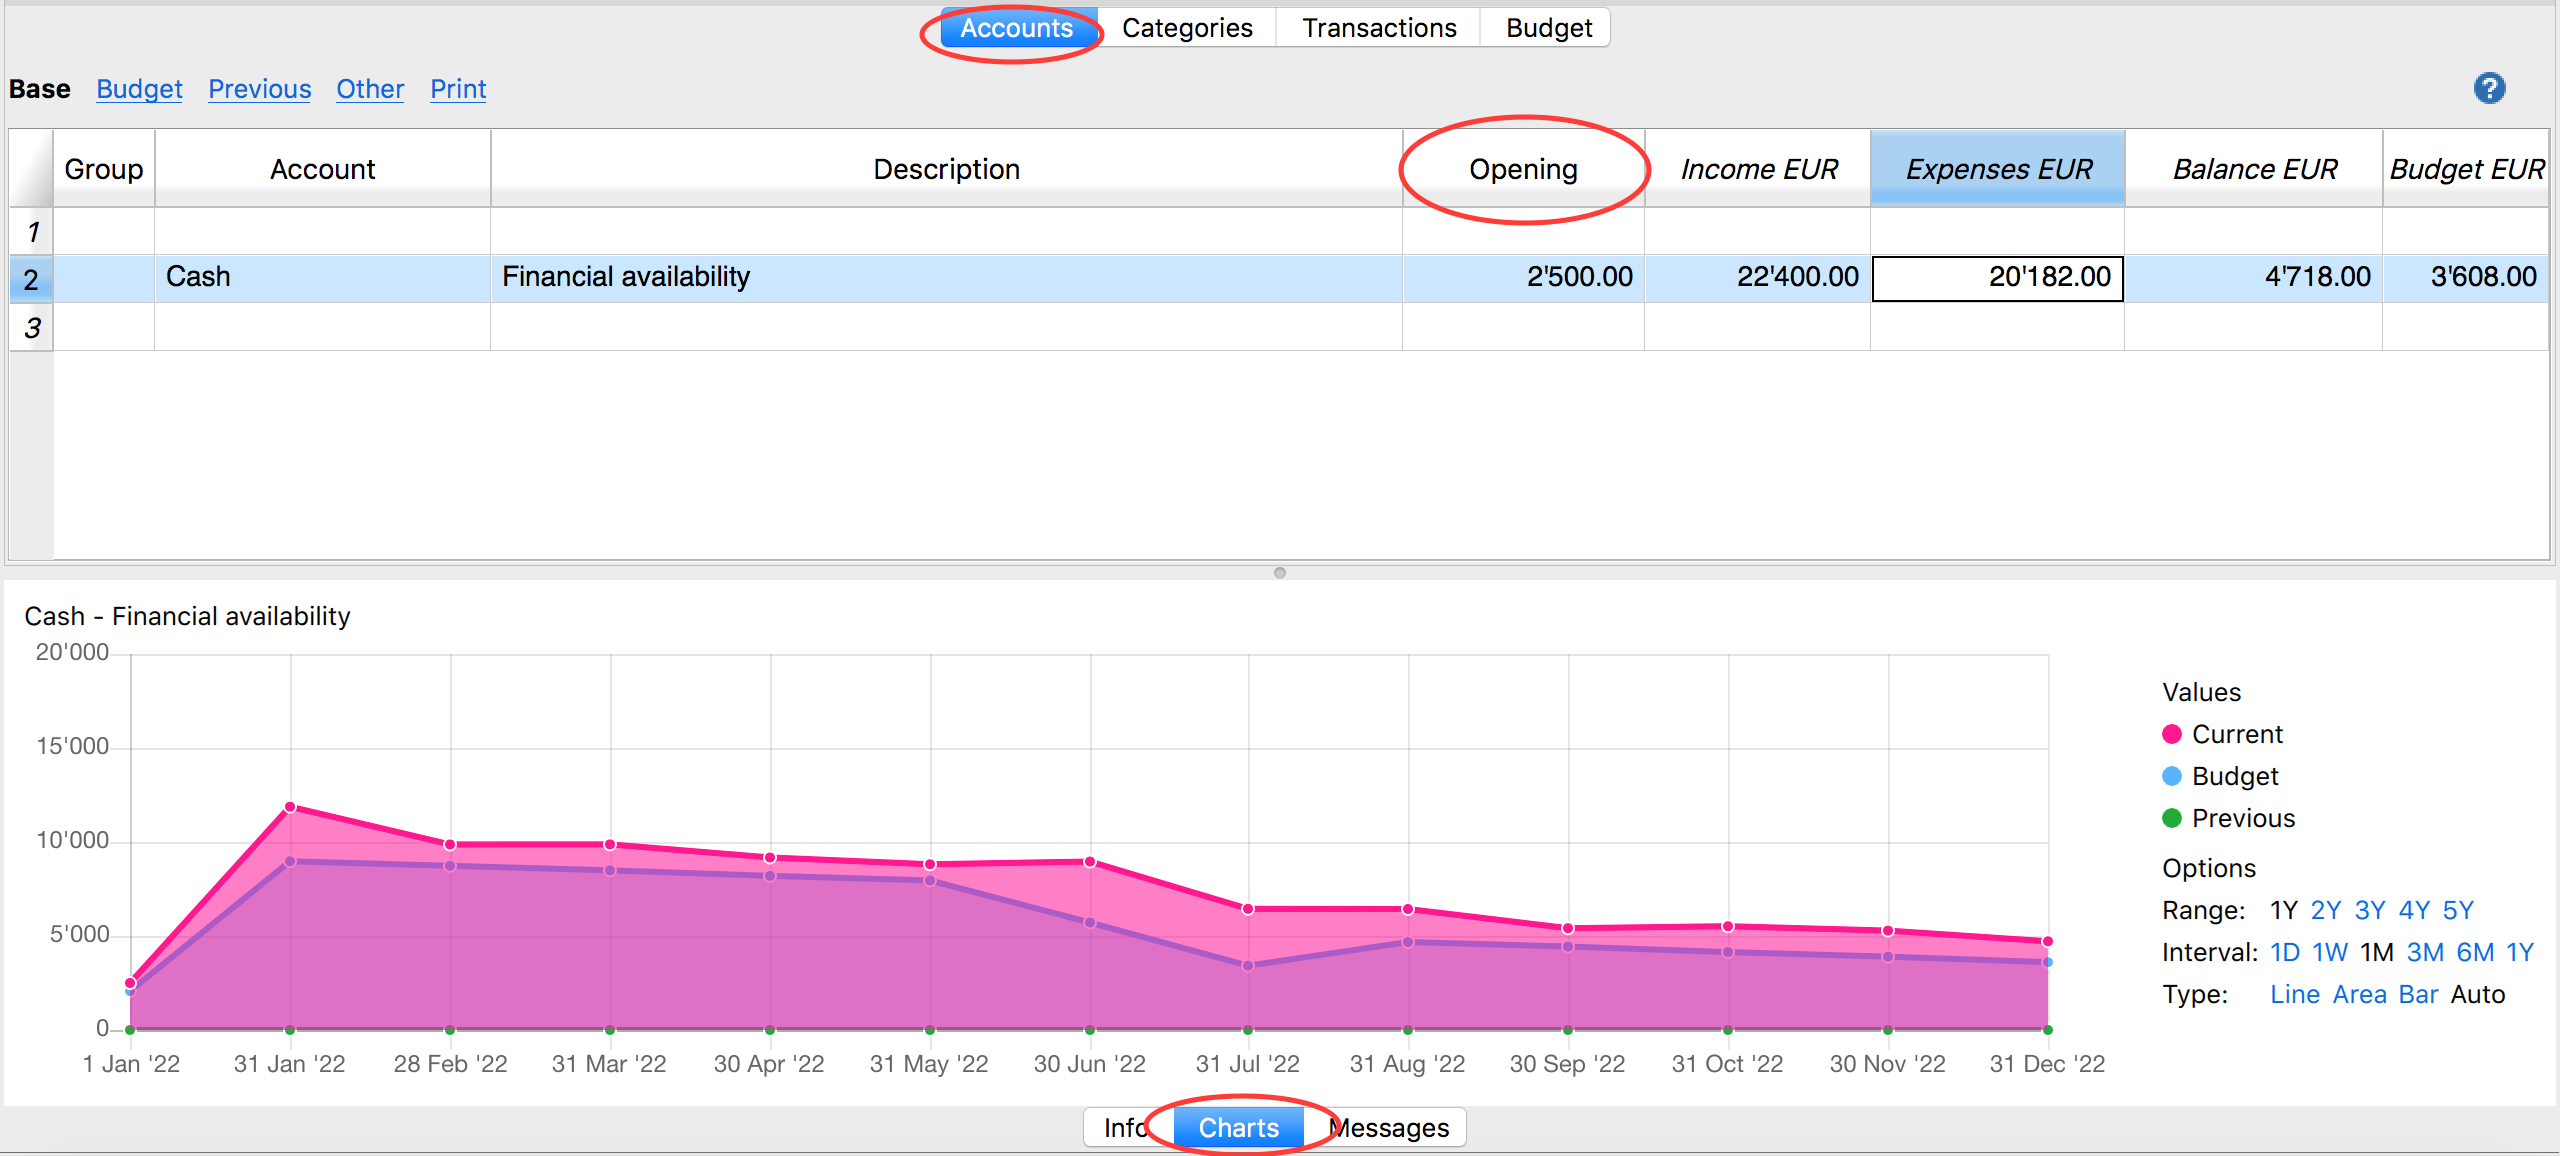 Accounts Categories Transactions Budget
Base Budget Previous Other Print ?
Group Account Description Opening Income EUR Expenses EUR Balance EUR Budget EUR
1
2 Cash Financial availability 2'500.00 22'400.00 20'182.00 4'718.00 3'608.00
3
Cash - Financial availability
20'000
15'000
10'000
5'000
0
1 Jan '22 31 Jan '22 28 Feb '22 31 Mar '22 30 Apr '22 31 May '22 30 Jun '22 31 Jul '22 31 Aug '22 30 Sep '22 31 Oct '22 30 Nov '22 31 Dec '22
Values
Current
Budget
Previous
Options
Range: 1Y 2Y 3Y 4Y 5Y
Interval: 1D 1W 1M 3M 6M 1Y
Type: Line Area Bar Auto
Info Charts Messages